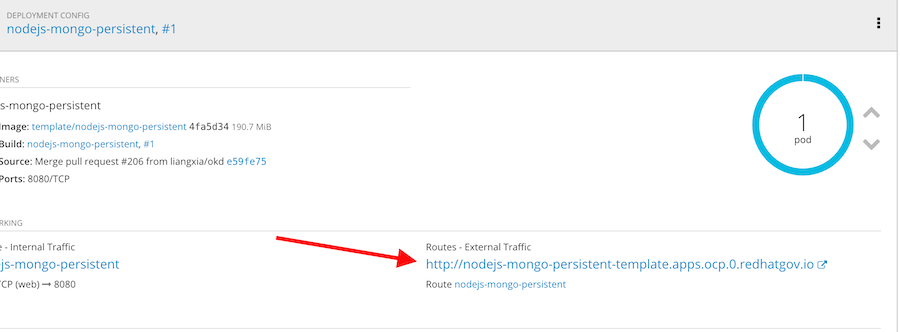 DEPLOYMENT CONFIG
nodejs-mongo-persistent, #1
NERS
s-mongo-persistent
Image: template/nodejs-mongo-persistent 4fa5d34 190.7 MiB
Build: nodejs-mongo-persistent, #1
Source: Merge pull request #206 from liangxia/okd e59fe75
Ports: 8080/TCP
1
pod
RKING
e - Internal Traffic
js-mongo-persistent
CP (web) → 8080
Routes - External Traffic
http://nodejs-mongo-persistent-template.apps.ocp.0.redhatgov.io
Route nodejs-mongo-persistent